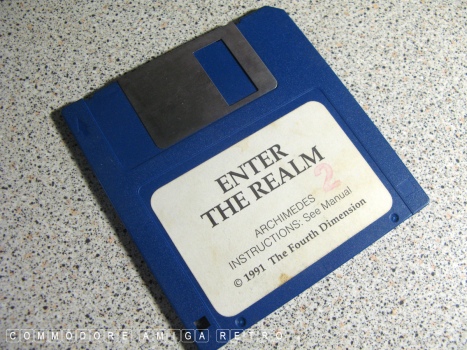 ENTER
THE REALM
2
ARCHIMEDES
INSTRUCTIONS: See Manual
© 1991 The Fourth Dimension
COMMODORE AMIGA RETRO